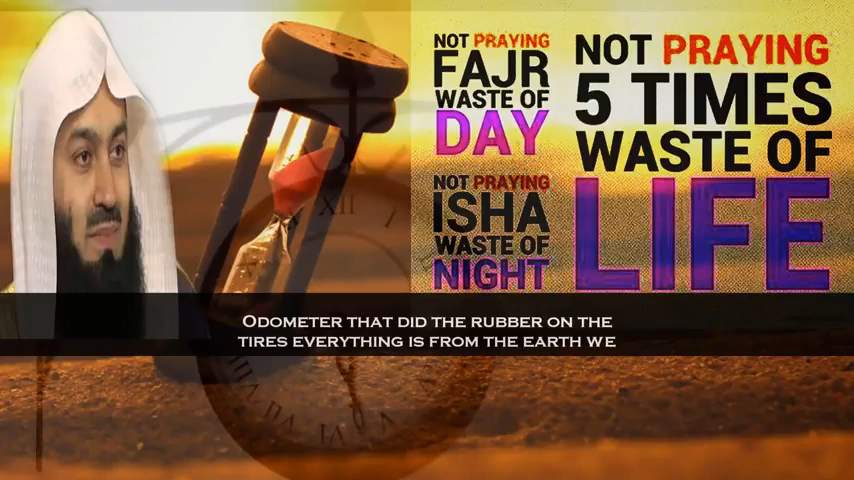 NOT PRAYING
FAJR
WASTE OF
DAY
NOT PRAYING
ISHA
WASTE OF
NIGHT
NOT PRAYING
5 TIMES
WASTE OF
LIFE
XII
I
ODOMETER THAT DID THE RUBBER ON THE
TIRES EVERYTHING IS FROM THE EARTH WE